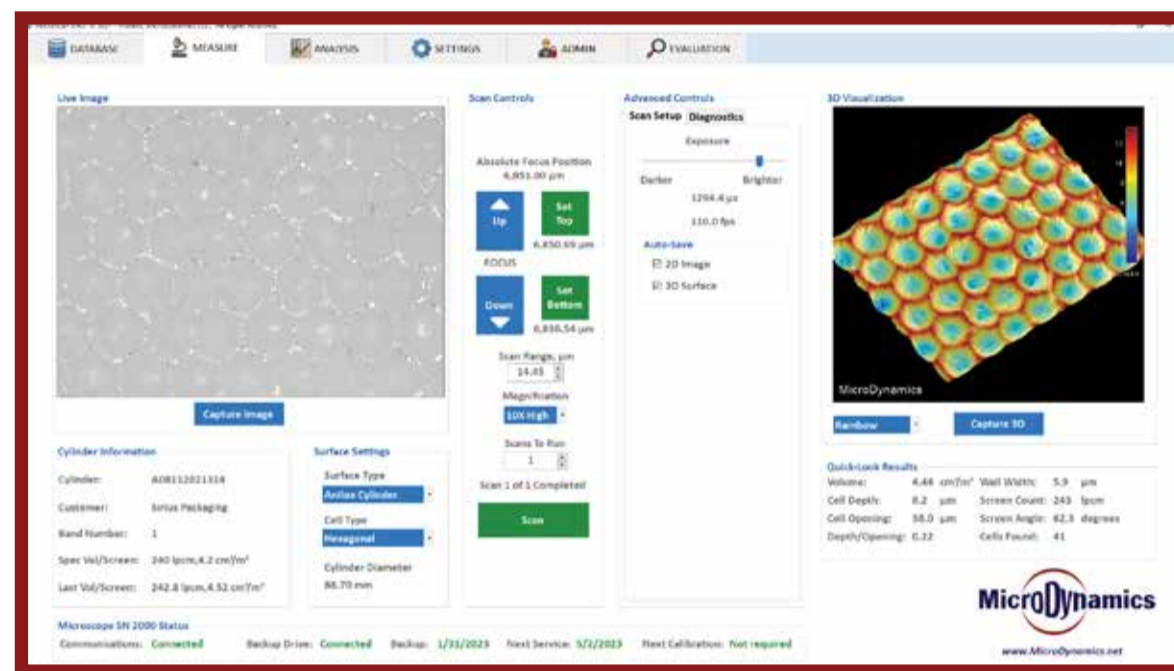 DATABASE
MEASURE
ANALYSIS
SETTINGS
ADMIN
EVALUATION
Live Image
Capture Image
Cylinder Information
Cylinder: AOB112021318
Customer: Sirius Packaging
Band Number: 1
Spec Vol/Screen: 240 lpcm,4.2 cm³/m²
Last Vol/Screen: 242.8 lpcm,4.52 cm³/m²
Surface Settings
Surface Type
Anilox Cylinder
Cell Type
Hexagonal
Cylinder Diameter
88.70 mm
Scan Controls
Absolute Focus Position
6,851.00 µm
Up
Set Top
6,850.99 µm
FOCUS
Down
Set Bottom
6,836.54 µm
Scan Range, µm
14.45
Magnification
10X High
Scans To Run
1
Scan 1 of 1 Completed
Scan
Advanced Controls
Scan Setup Diagnostics
Exposure
Darker Brighter
1294.4 µs
110.0 fps
Auto-Save
2D Image
3D Surface
3D Visualization
MicroDynamics
Rainbow
Capture 3D
Quick-Look Results
Volume: 4.44 cm³/m² Wall Width: 5.9 µm
Cell Depth: 8.2 µm Screen Count: 243 lpcm
Cell Opening: 38.0 µm Screen Angle: 62.3 degrees
Depth/Opening: 0.22 Cells Found: 41
MicroDynamics
www.MicroDynamics.net
Microscope SN 2000 Status
Communications: Connected Backup Drive: Connected Backup: 1/31/2023 Next Service: 5/2/2023 Next Calibration: Not required